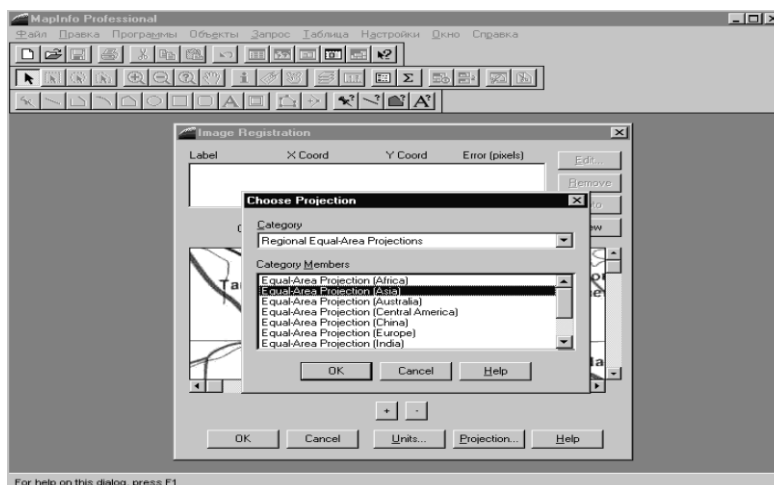 MapInfo Professional
Файл Правка Программы Объекты Запрос Таблица Настройки Окно Справка
Image Registration
Label X Coord Y Coord Error (pixels)
Edit...
Remove
Choose Projection
Category
Regional Equal-Area Projections
Category Members
Equal-Area Projection (Africa)
Equal-Area Projection (Asia)
Equal-Area Projection (Australia)
Equal-Area Projection (Central America)
Equal-Area Projection (China)
Equal-Area Projection (Europe)
Equal-Area Projection (India)
OK Cancel Help
+ -
OK Cancel Units... Projection... Help
For help on this dialog, press F1